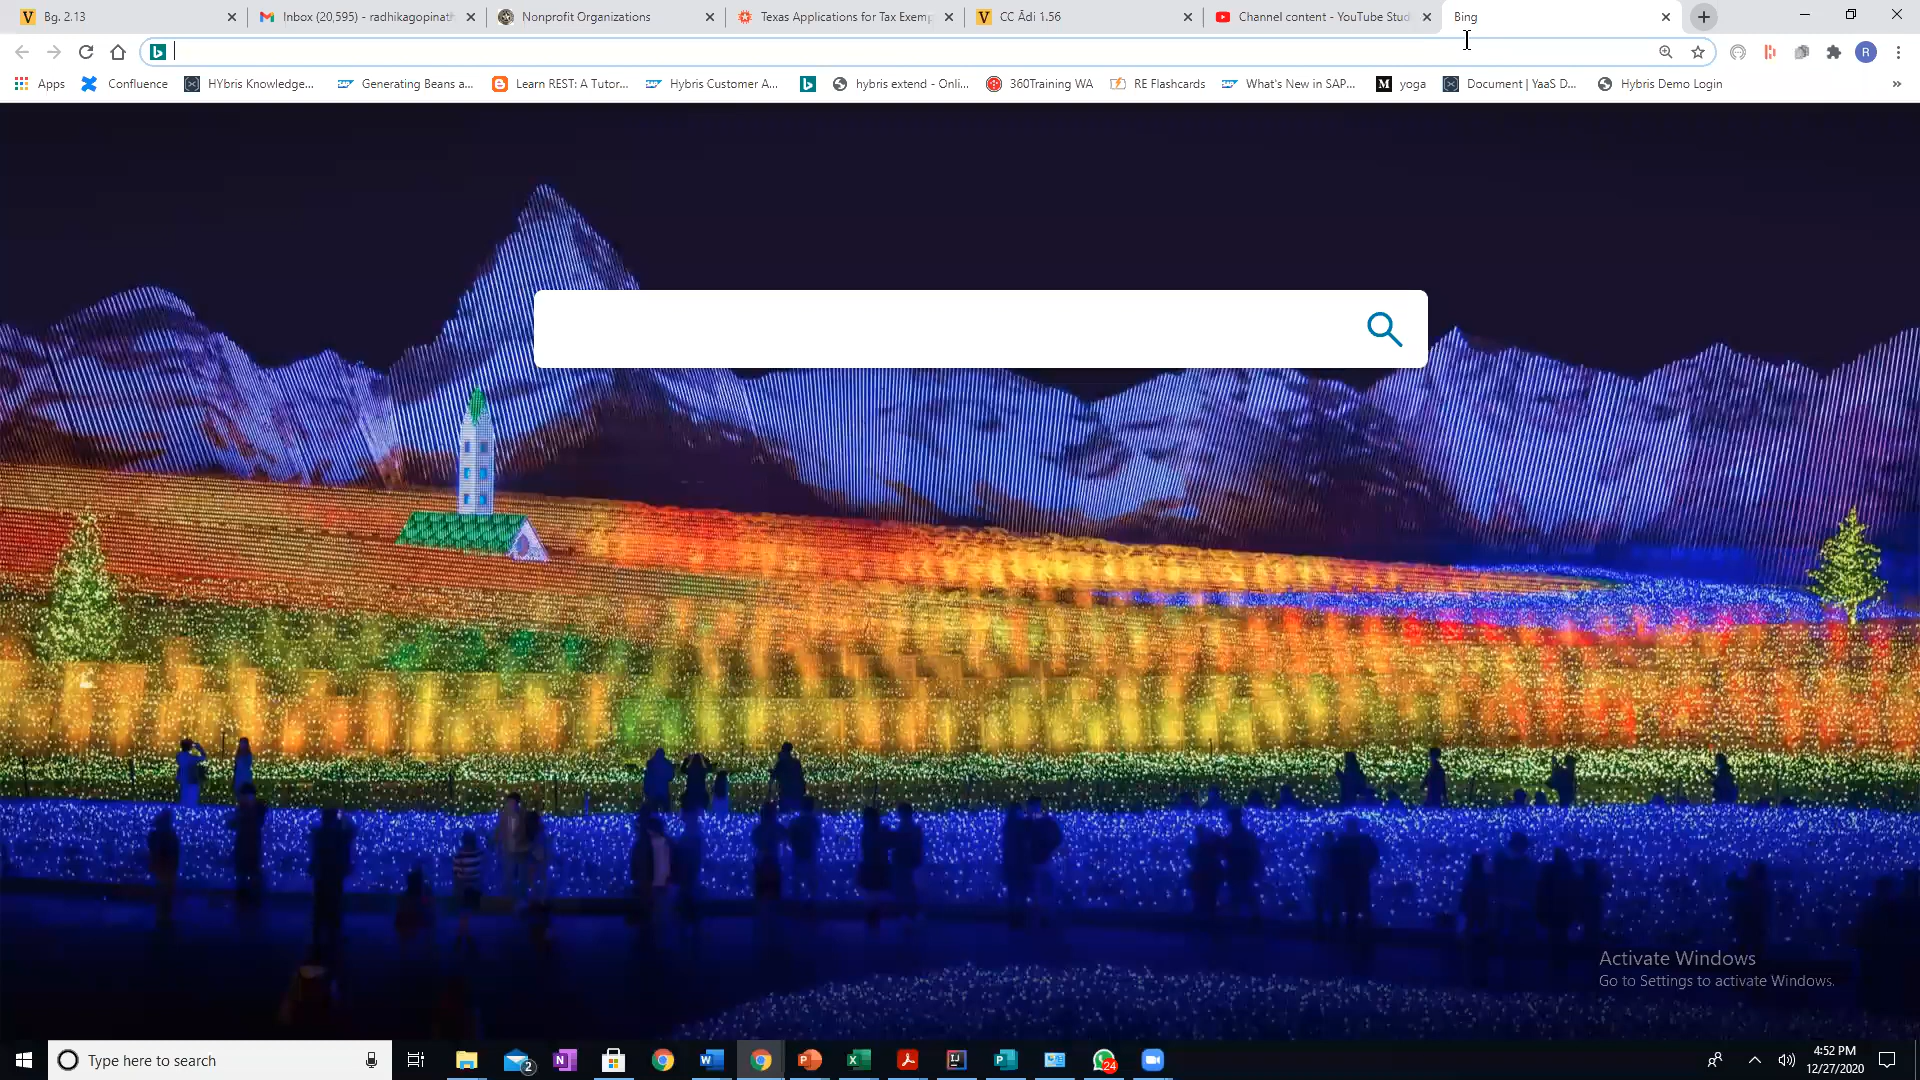 Bg. 2.13
Inbox (20,595) - radhikagopinath
Nonprofit Organizations
Texas Applications for Tax Exemp
CC Ādi 1.56
Channel content - YouTube Stud
Bing
R
Apps
Confluence
HYbris Knowledge...
Generating Beans a...
Learn REST: A Tutor...
Hybris Customer A...
hybris extend - Onli...
360Training WA
RE Flashcards
What's New in SAP...
yoga
Document | YaaS D...
Hybris Demo Login
»
Activate Windows
Go to Settings to activate Windows.
Type here to search
2
24
4:52 PM
12/27/2020